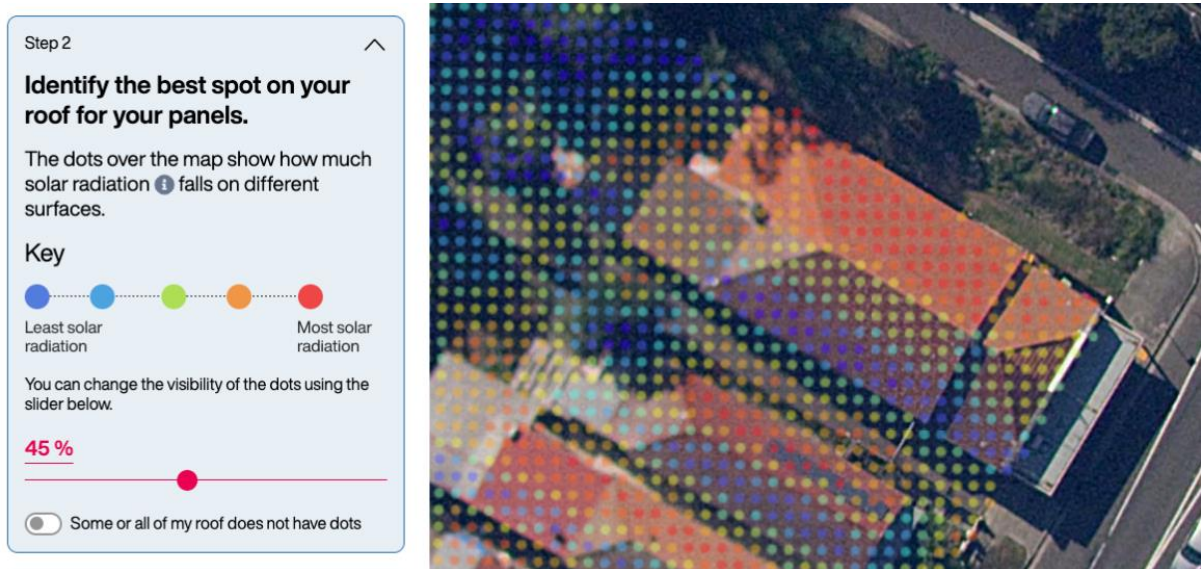 Step 2
Identify the best spot on your
roof for your panels.
The dots over the map show how much
solar radiation i falls on different
surfaces.
Key
Least solar
radiation
Most solar
radiation
You can change the visibility of the dots using the
slider below.
45 %
Some or all of my roof does not have dots